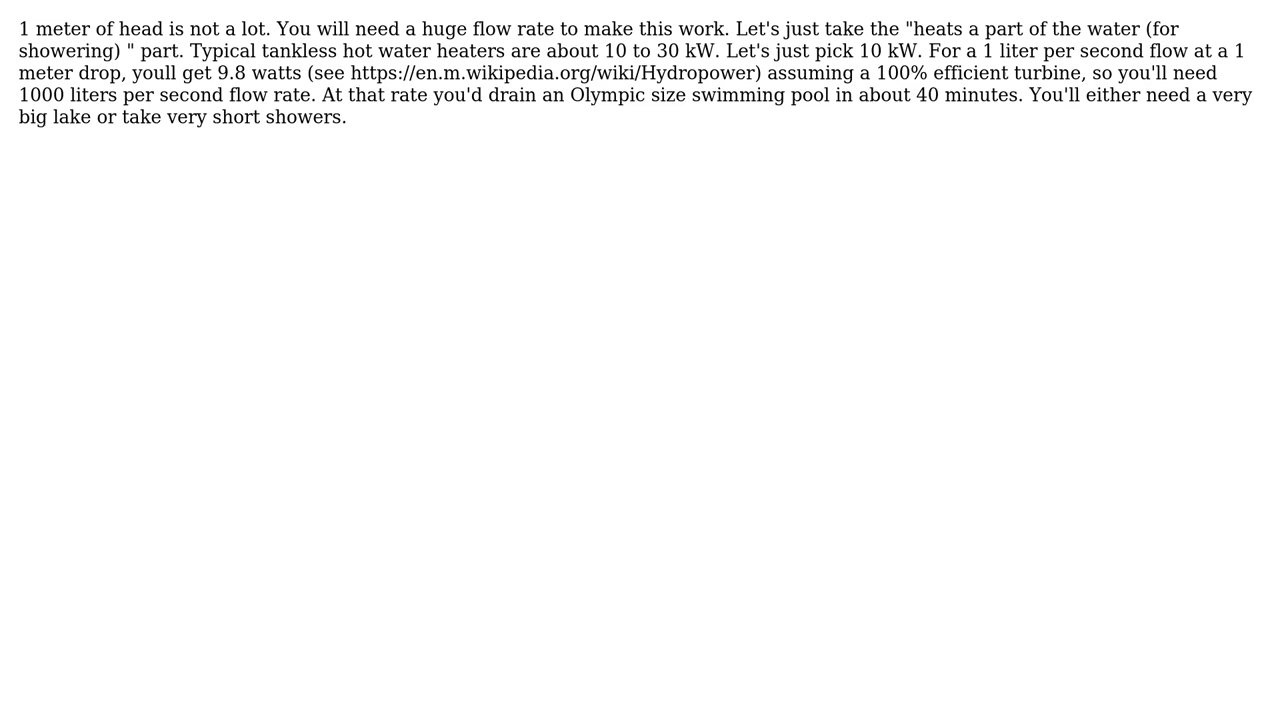 1 meter of head is not a lot. You will need a huge flow rate to make this work. Let's just take the "heats a part of the water (for
showering) " part. Typical tankless hot water heaters are about 10 to 30 kW. Let's just pick 10 kW. For a 1 liter per second flow at a 1
meter drop, youll get 9.8 watts (see https://en.m.wikipedia.org/wiki/Hydropower) assuming a 100% efficient turbine, so you'll need
1000 liters per second flow rate. At that rate you'd drain an Olympic size swimming pool in about 40 minutes. You'll either need a very
big lake or take very short showers.